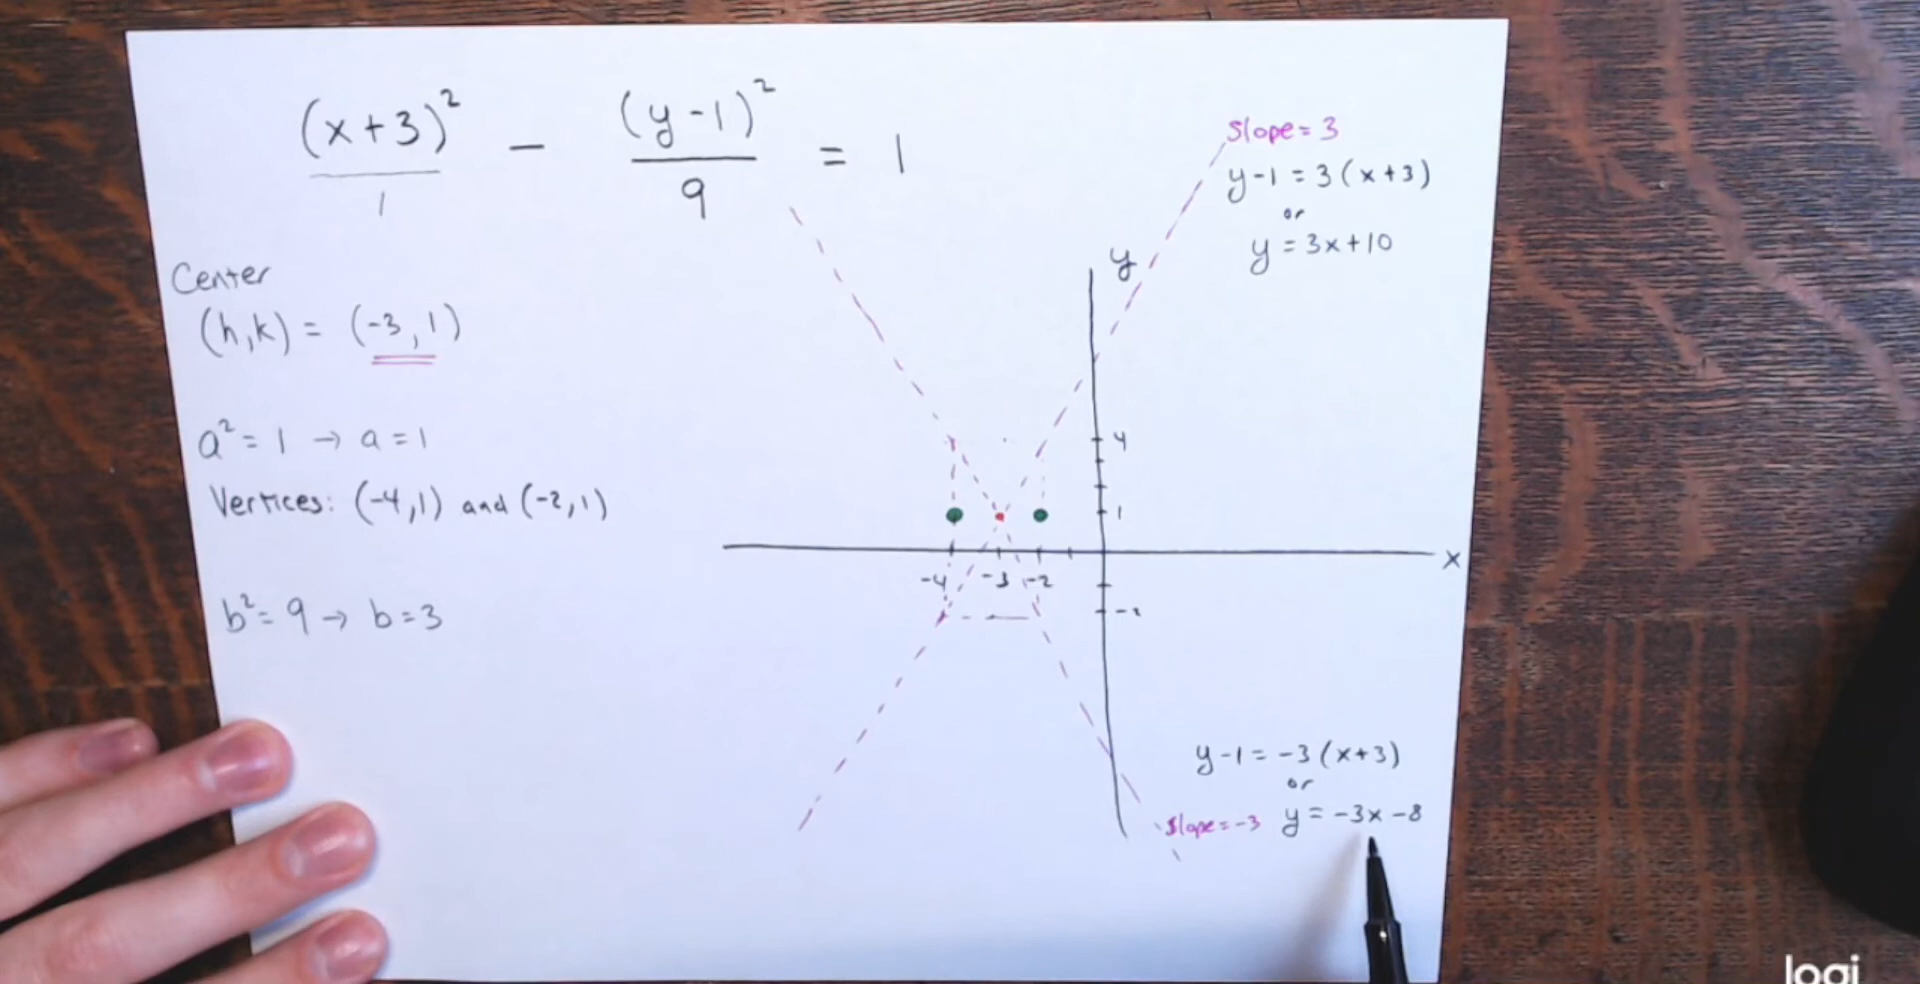 (x+3)² / 1 - (y-1)² / 9 = 1
Center
(h,k) = (-3,1)
a² = 1 → a = 1
Vertices: (-4,1) and (-2,1)
b² = 9 → b = 3
Slope = 3
y-1 = 3(x+3)
or
y = 3x+10
y
4
1
x
-4 -3 -2
-2
y-1 = -3(x+3)
or
slope = -3 y = -3x-8
logi